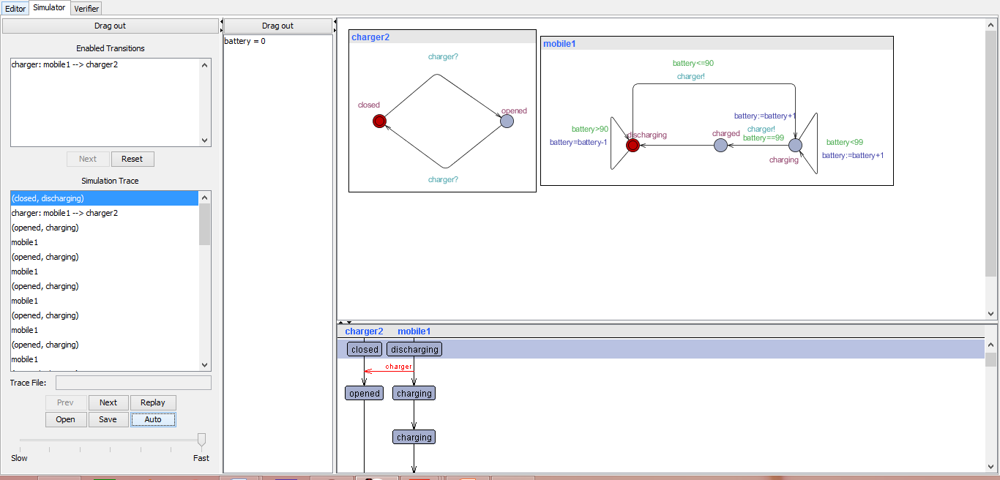 Editor Simulator Verifier
Drag out
Enabled Transitions
charger: mobile1 --> charger2
Next Reset
Simulation Trace
(closed, discharging)
charger: mobile1 --> charger2
(opened, charging)
mobile1
(opened, charging)
mobile1
(opened, charging)
mobile1
(opened, charging)
mobile1
(opened, charging)
mobile1
Trace File:
Prev Next Replay
Open Save Auto
Slow Fast
Drag out
battery = 0
charger2
charger?
closed
opened
charger?
mobile1
battery<=90
charger!
battery>90
battery=battery-1
discharging
charged
battery:=battery+1
charger!
battery==99
charging
battery<99
battery:=battery+1
charger2 mobile1
closed discharging
charger
opened charging
charging